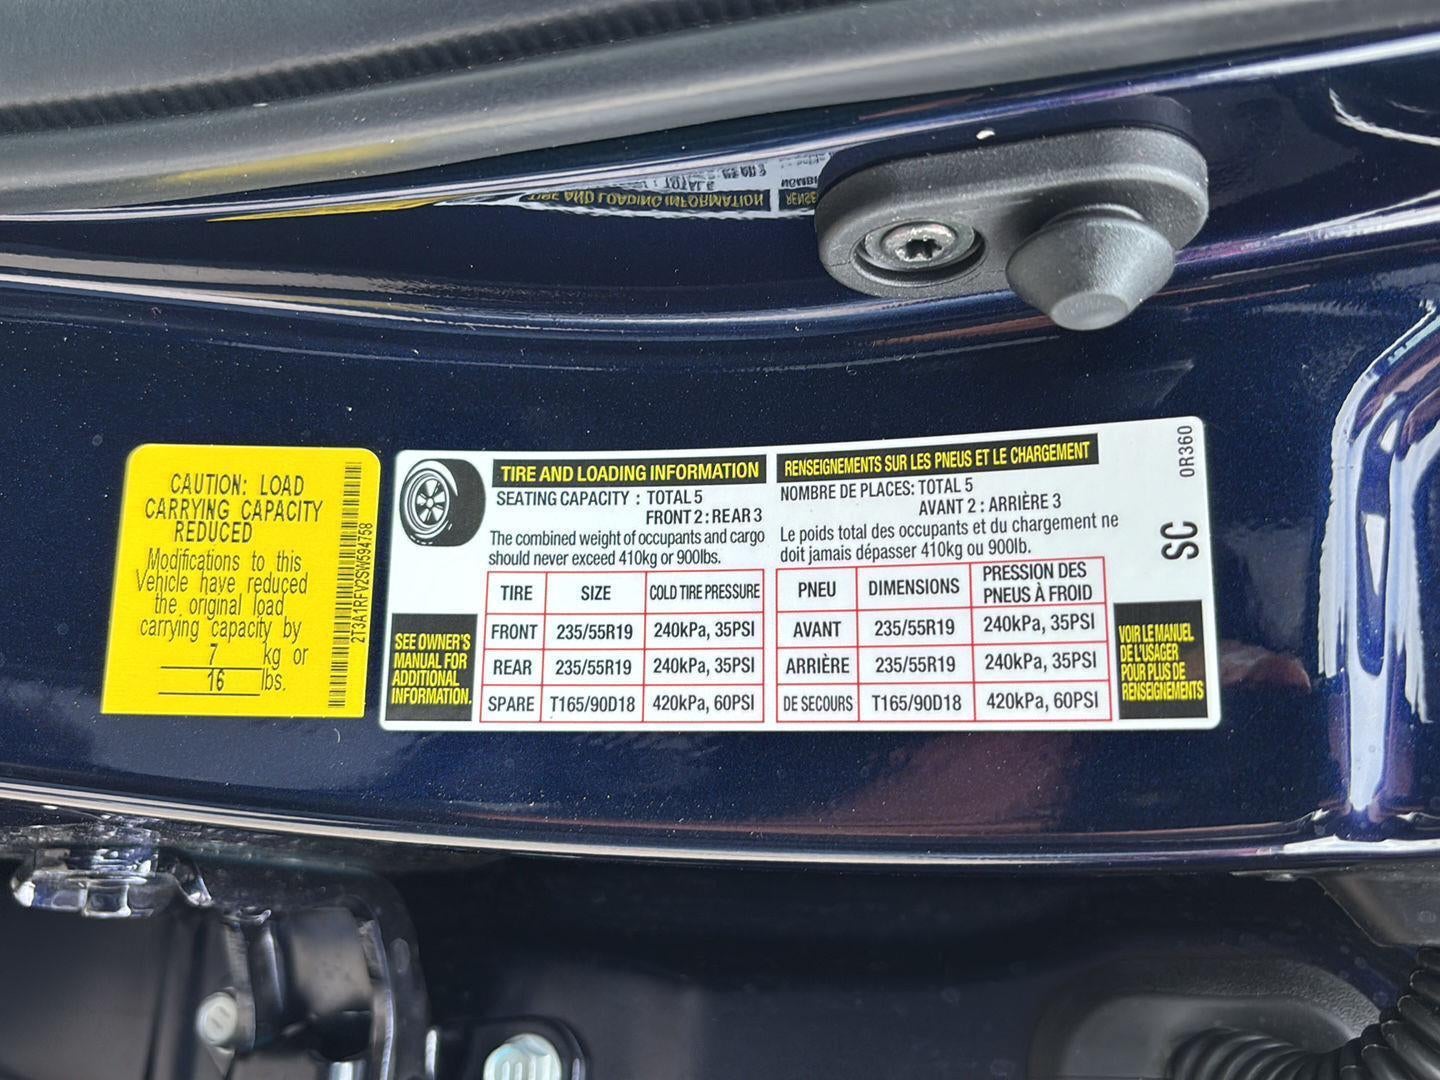 CAUTION: LOAD
CARRYING CAPACITY
REDUCED
Modifications to this
Vehicle have reduced
the original load
carrying capacity by
7 kg or
16 lbs.
2T3A1RFV2SW594758
TIRE AND LOADING INFORMATION
SEATING CAPACITY : TOTAL 5
FRONT 2 : REAR 3
The combined weight of occupants and cargo
should never exceed 410kg or 900lbs.
TIRE SIZE COLD TIRE PRESSURE
FRONT 235/55R19 240kPa, 35PSI
REAR 235/55R19 240kPa, 35PSI
SPARE T165/90D18 420kPa, 60PSI
SEE OWNER'S
MANUAL FOR
ADDITIONAL
INFORMATION.
RENSEIGNEMENTS SUR LES PNEUS ET LE CHARGEMENT
NOMBRE DE PLACES: TOTAL 5
AVANT 2 : ARRIÈRE 3
Le poids total des occupants et du chargement ne
doit jamais dépasser 410kg ou 900lb.
PNEU DIMENSIONS PRESSION DES
PNEUS À FROID
AVANT 235/55R19 240kPa, 35PSI
ARRIÈRE 235/55R19 240kPa, 35PSI
DE SECOURS T165/90D18 420kPa, 60PSI
VOIR LE MANUEL
DE L'USAGER
POUR PLUS DE
RENSEIGNEMENTS
0R360
SC